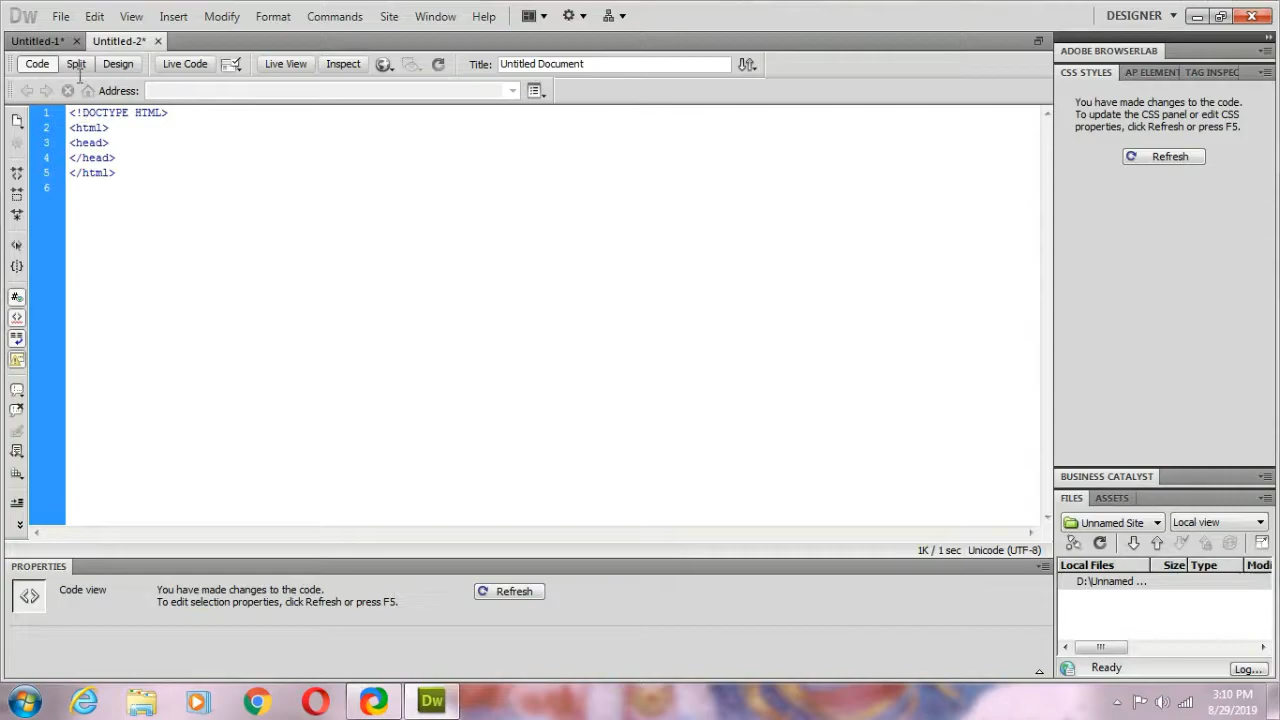 Dw File Edit View Insert Modify Format Commands Site Window Help DESIGNER
Untitled-1* Untitled-2*
Code Split Design Live Code Live View Inspect Title: Untitled Document
Address:
1 <!DOCTYPE HTML>
2 <html>
3 <head>
4 </head>
5 </html>
6
1K / 1 sec Unicode (UTF-8)
PROPERTIES
Code view You have made changes to the code.
To edit selection properties, click Refresh or press F5.
Refresh
ADOBE BROWSERLAB
CSS STYLES AP ELEMENT TAG INSPEC
You have made changes to the code.
To update the CSS panel or edit CSS
properties, click Refresh or press F5.
Refresh
BUSINESS CATALYST
FILES ASSETS
Unnamed Site Local view
Local Files Size Type Modi
D:\Unnamed ...
Ready Log...
Dw
3:10 PM
8/29/2019